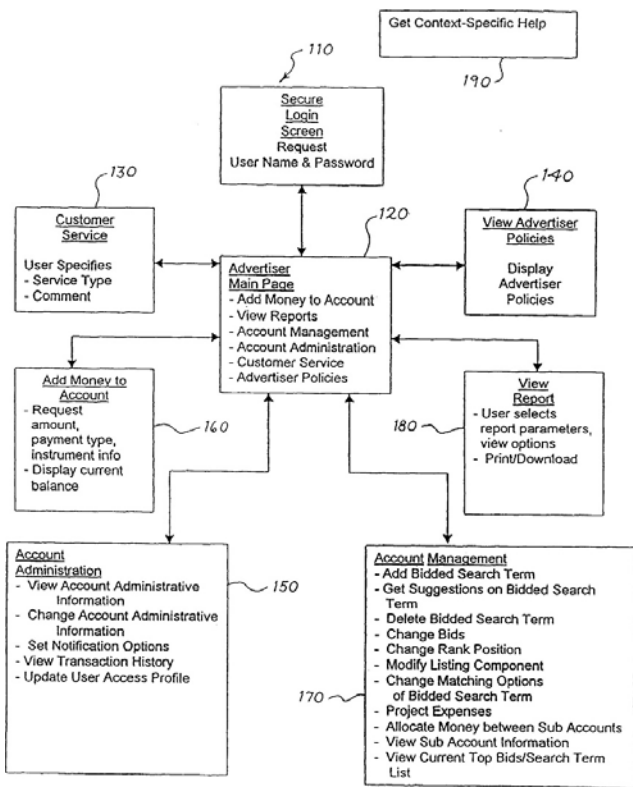 Get Context-Specific Help
190
110
Secure
Login
Screen
Request
User Name & Password
130
Customer
Service
User Specifies
- Service Type
- Comment
120
Advertiser
Main Page
- Add Money to Account
- View Reports
- Account Management
- Account Administration
- Customer Service
- Advertiser Policies
140
View Advertiser
Policies
Display
Advertiser
Policies
Add Money to
Account
- Request
amount,
payment type,
instrument info
- Display current
balance
160
View
Report
- User selects
report parameters,
view options
- Print/Download
180
Account
Administration
- View Account Administrative
Information
- Change Account Administrative
Information
- Set Notification Options
- View Transaction History
- Update User Access Profile
150
Account Management
- Add Bidded Search Term
- Get Suggestions on Bidded Search
Term
- Delete Bidded Search Term
- Change Bids
- Change Rank Position
- Modify Listing Component
- Change Matching Options
of Bidded Search Term
- Project Expenses
- Allocate Money between Sub Accounts
- View Sub Account Information
- View Current Top Bids/Search Term
List
170